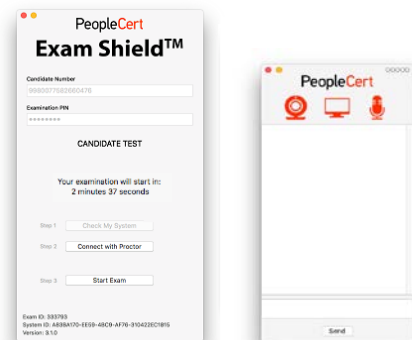 PeopleCert
Exam Shield™
Candidate Number
Examination PIN
********
CANDIDATE TEST
Your examination will start in:
2 minutes 37 seconds
Step 1 Check My System
Step 2 Connect with Proctor
Step 3 Start Exam
Exam ID: 333793
Version: 3.1.0
PeopleCert
Send